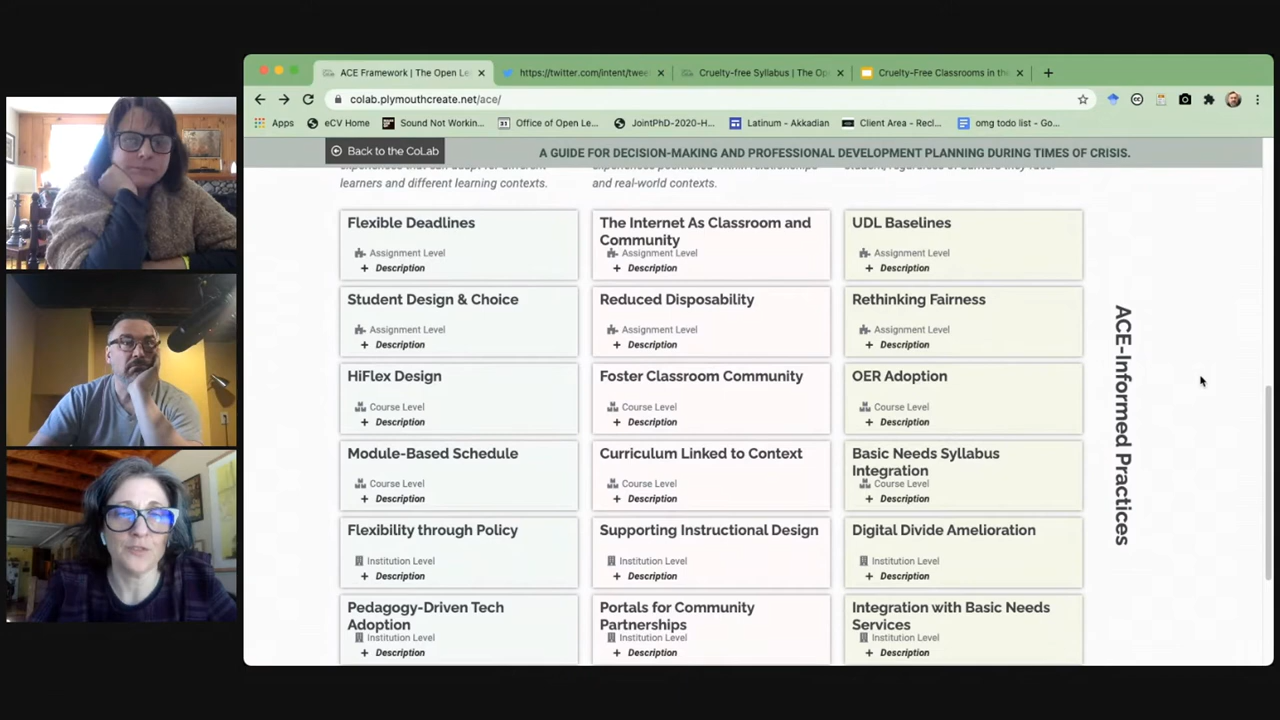 ACE Framework | The Open Le
https://twitter.com/intent/twee
Cruelty-free Syllabus | The Op
Cruelty-Free Classrooms in th
colab.plymouthcreate.net/ace/
Apps
eCV Home
Sound Not Workin...
Office of Open Le...
JointPhD-2020-H...
Latinum - Akkadian
Client Area - Recl...
omg todo list - Go...
Back to the CoLab
A GUIDE FOR DECISION-MAKING AND PROFESSIONAL DEVELOPMENT PLANNING DURING TIMES OF CRISIS.
learners and different learning contexts.
and real-world contexts.
Flexible Deadlines
Assignment Level
+ Description
The Internet As Classroom and
Community
Assignment Level
+ Description
UDL Baselines
Assignment Level
+ Description
Student Design & Choice
Assignment Level
+ Description
Reduced Disposability
Assignment Level
+ Description
Rethinking Fairness
Assignment Level
+ Description
HiFlex Design
Course Level
+ Description
Foster Classroom Community
Course Level
+ Description
OER Adoption
Course Level
+ Description
Module-Based Schedule
Course Level
+ Description
Curriculum Linked to Context
Course Level
+ Description
Basic Needs Syllabus
Integration
Course Level
+ Description
Flexibility through Policy
Institution Level
+ Description
Supporting Instructional Design
Institution Level
+ Description
Digital Divide Amelioration
Institution Level
+ Description
Pedagogy-Driven Tech
Adoption
Institution Level
+ Description
Portals for Community
Partnerships
Institution Level
+ Description
Integration with Basic Needs
Services
Institution Level
+ Description
ACE-Informed Practices